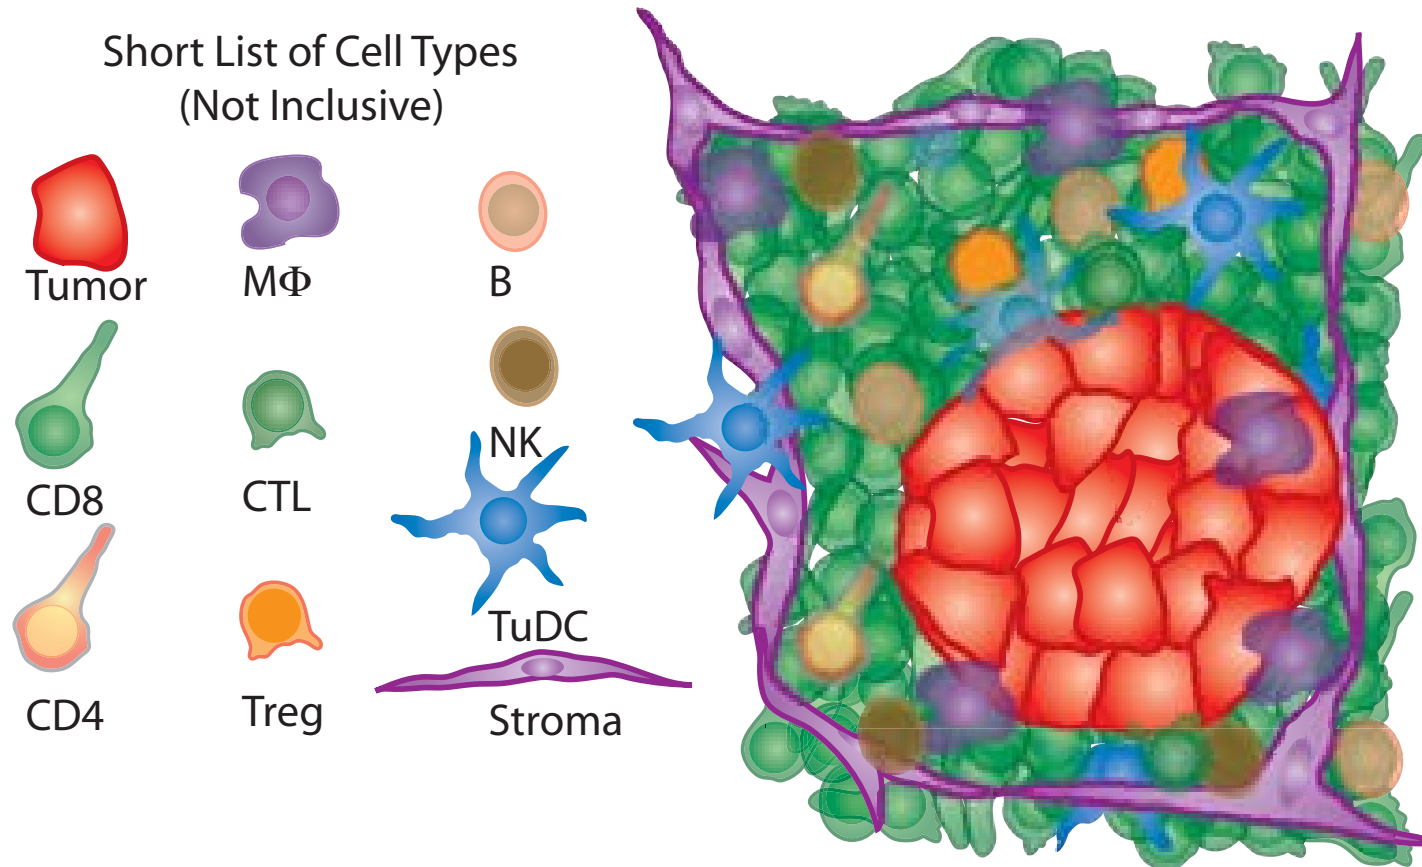 Short List of Cell Types
(Not Inclusive)
Tumor
MΦ
B
CD8
CTL
NK
CD4
Treg
TuDC
Stroma